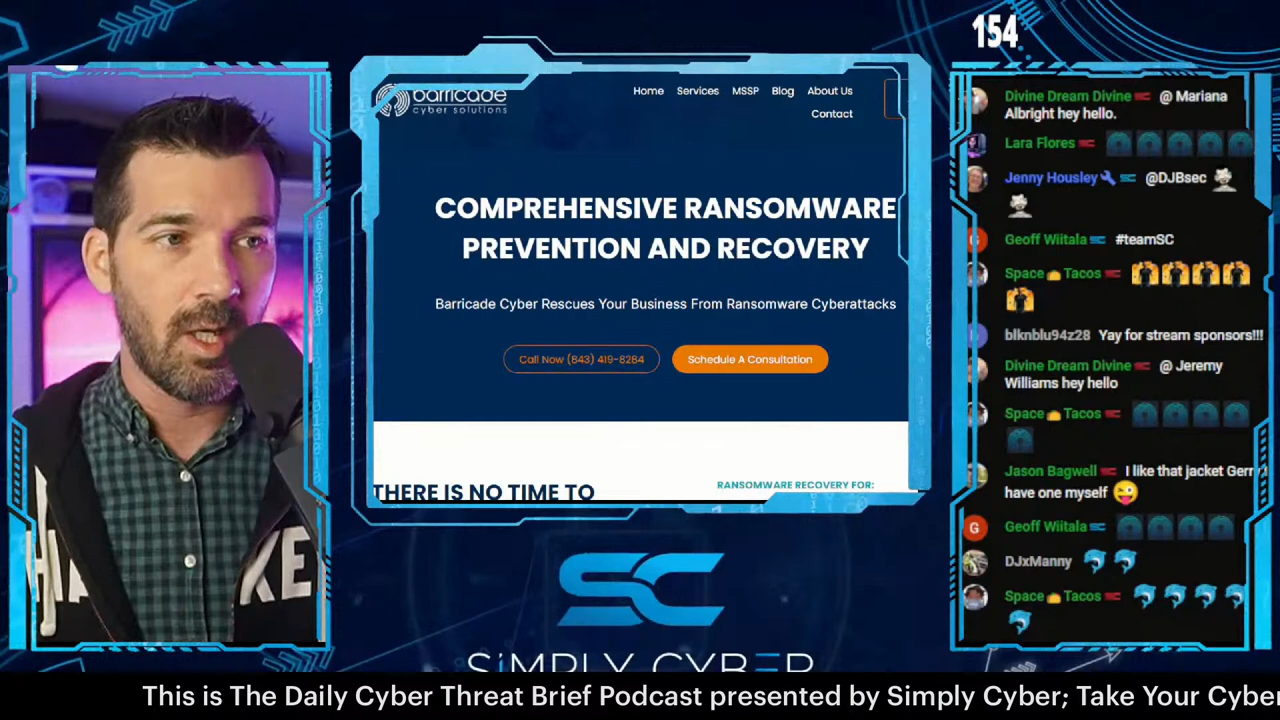 154
barricade
cyber solutions
Home Services MSSP Blog About Us
Contact
COMPREHENSIVE RANSOMWARE
PREVENTION AND RECOVERY
Barricade Cyber Rescues Your Business From Ransomware Cyberattacks
Call Now (843) 419-8284
Schedule A Consultation
THERE IS NO TIME TO
RANSOMWARE RECOVERY FOR:
Divine Dream Divine @ Mariana
Albright hey hello.
Lara Flores
Jenny Housley @DJBsec
Geoff Wiitala #teamSC
Space Tacos
blknblu94z28 Yay for stream sponsors!!!
Divine Dream Divine @ Jeremy
Williams hey hello
Space Tacos
Jason Bagwell I like that jacket Gerry
have one myself
G Geoff Wiitala
DJxManny
Space Tacos
SC
SIMPLY CYBER
This is The Daily Cyber Threat Brief Podcast presented by Simply Cyber; Take Your Cyber